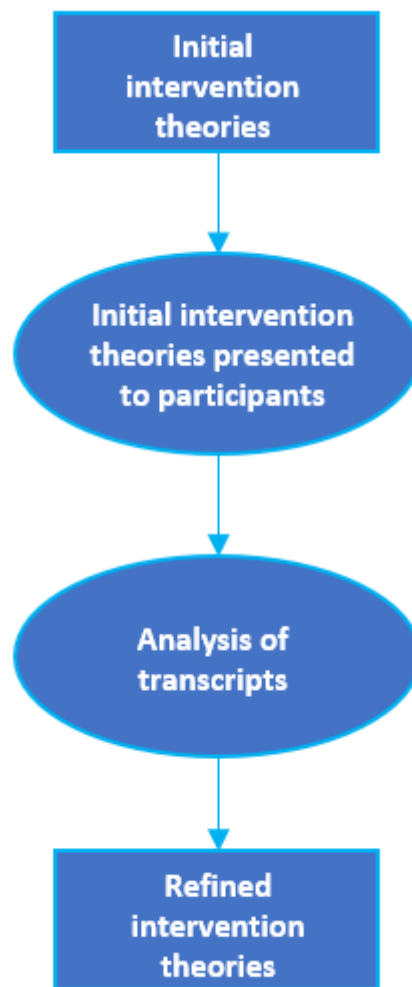 Initial
intervention
theories
Initial intervention
theories presented
to participants
Analysis of
transcripts
Refined
intervention
theories